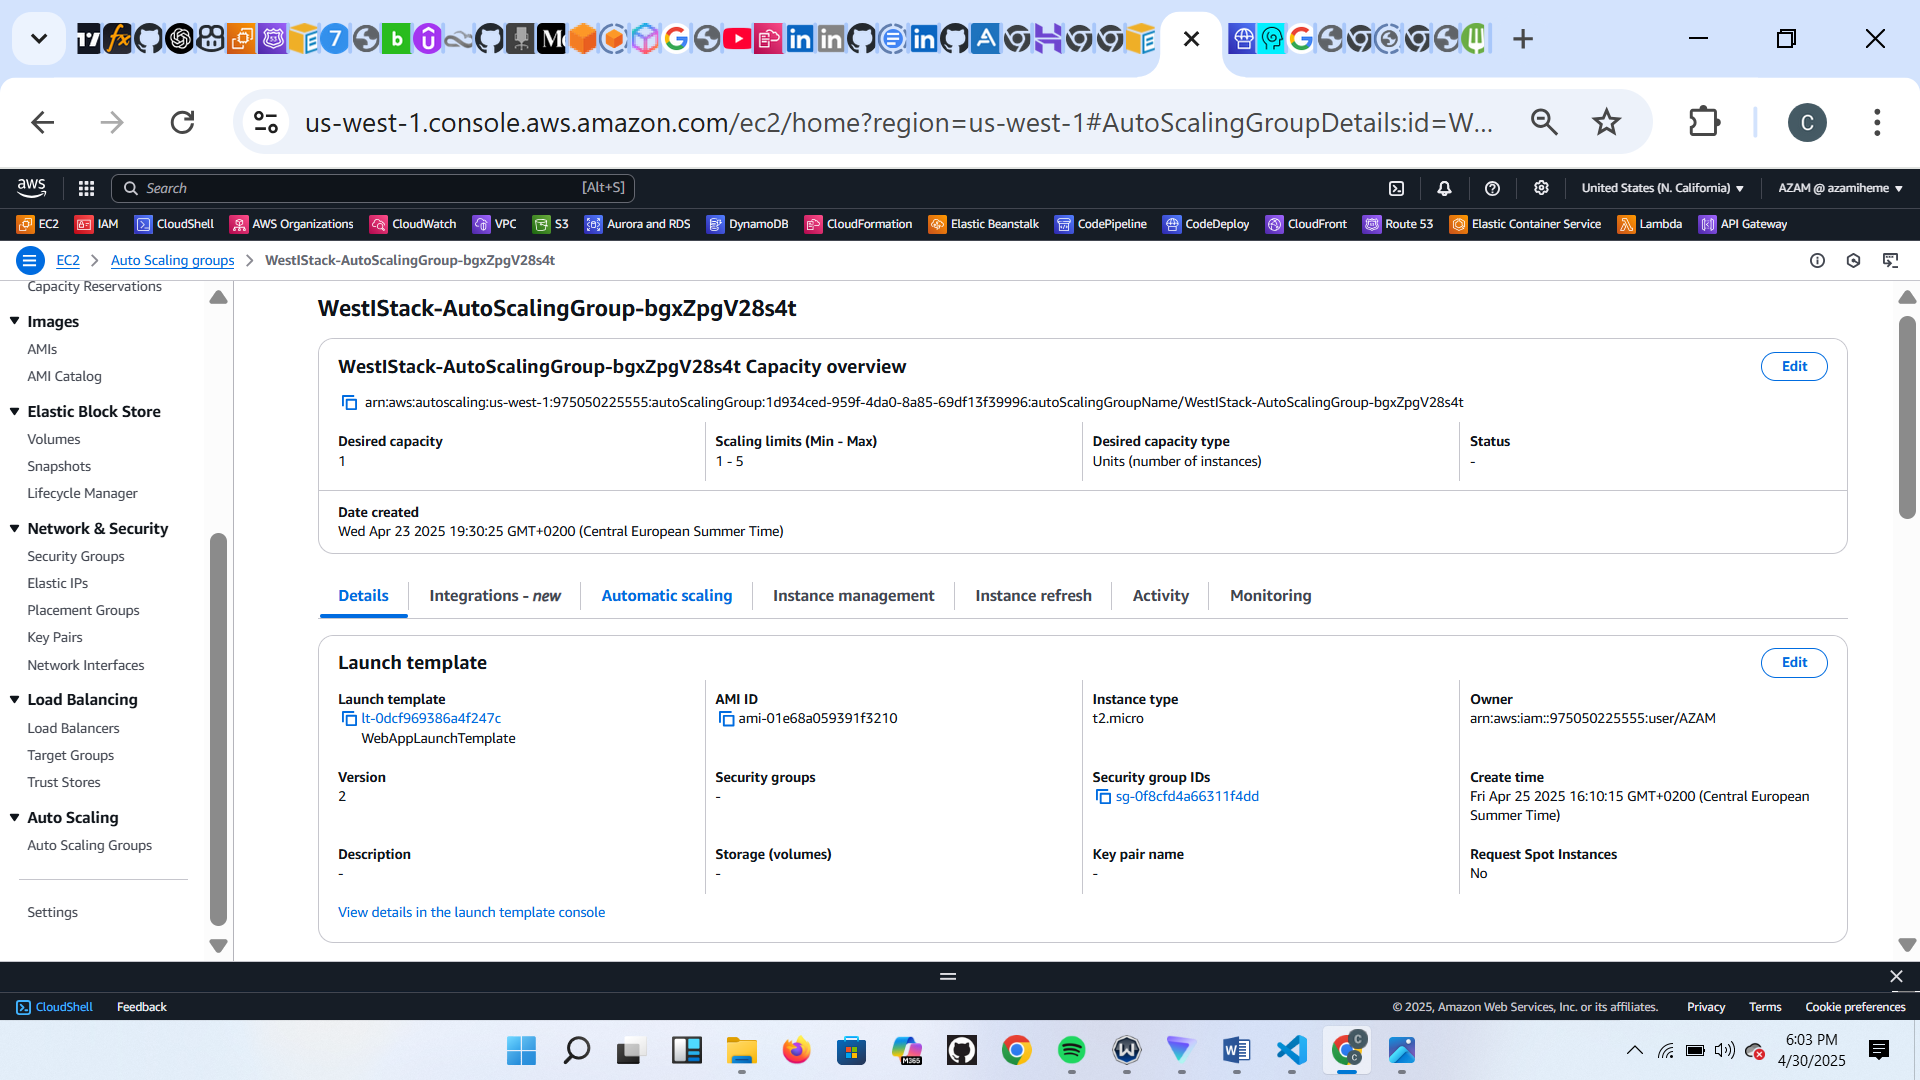 us-west-1.console.aws.amazon.com/ec2/home?region=us-west-1#AutoScalingGroupDetails:id=W...
C
aws
Search
[Alt+S]
United States (N. California)
AZAM @ azamiheme
EC2
IAM
CloudShell
AWS Organizations
CloudWatch
VPC
S3
Aurora and RDS
DynamoDB
CloudFormation
Elastic Beanstalk
CodePipeline
CodeDeploy
CloudFront
Route 53
Elastic Container Service
Lambda
API Gateway
EC2
Auto Scaling groups
WestIStack-AutoScalingGroup-bgxZpgV28s4t
Capacity Reservations
Images
AMIs
AMI Catalog
Elastic Block Store
Volumes
Snapshots
Lifecycle Manager
Network & Security
Security Groups
Elastic IPs
Placement Groups
Key Pairs
Network Interfaces
Load Balancing
Load Balancers
Target Groups
Trust Stores
Auto Scaling
Auto Scaling Groups
Settings
WestIStack-AutoScalingGroup-bgxZpgV28s4t
WestIStack-AutoScalingGroup-bgxZpgV28s4t Capacity overview
Edit
arn:aws:autoscaling:us-west-1:975050225555:autoScalingGroup:1d934ced-959f-4da0-8a85-69df13f39996:autoScalingGroupName/WestIStack-AutoScalingGroup-bgxZpgV28s4t
Desired capacity
1
Scaling limits (Min - Max)
1 - 5
Desired capacity type
Units (number of instances)
Status
-
Date created
Wed Apr 23 2025 19:30:25 GMT+0200 (Central European Summer Time)
Details
Integrations - new
Automatic scaling
Instance management
Instance refresh
Activity
Monitoring
Launch template
Edit
Launch template
lt-0dcf969386a4f247c
WebAppLaunchTemplate
AMI ID
ami-01e68a059391f3210
Instance type
t2.micro
Owner
arn:aws:iam::975050225555:user/AZAM
Version
2
Security groups
-
Security group IDs
sg-0f8cfd4a66311f4dd
Create time
Fri Apr 25 2025 16:10:15 GMT+0200 (Central European
Summer Time)
Description
-
Storage (volumes)
-
Key pair name
-
Request Spot Instances
No
View details in the launch template console
CloudShell
Feedback
© 2025, Amazon Web Services, Inc. or its affiliates.
Privacy
Terms
Cookie preferences
6:03 PM
4/30/2025